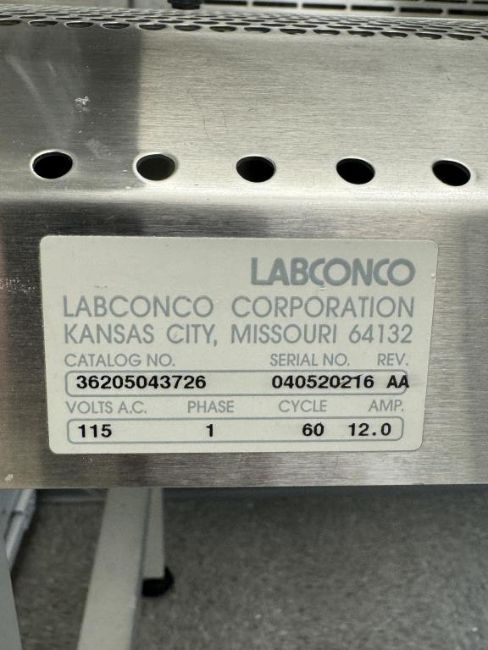 LABCONCO
LABCONCO CORPORATION
KANSAS CITY, MISSOURI 64132
CATALOG NO. SERIAL NO. REV.
36205043726 040520216 AA
VOLTS A.C. PHASE CYCLE AMP.
115 1 60 12.0